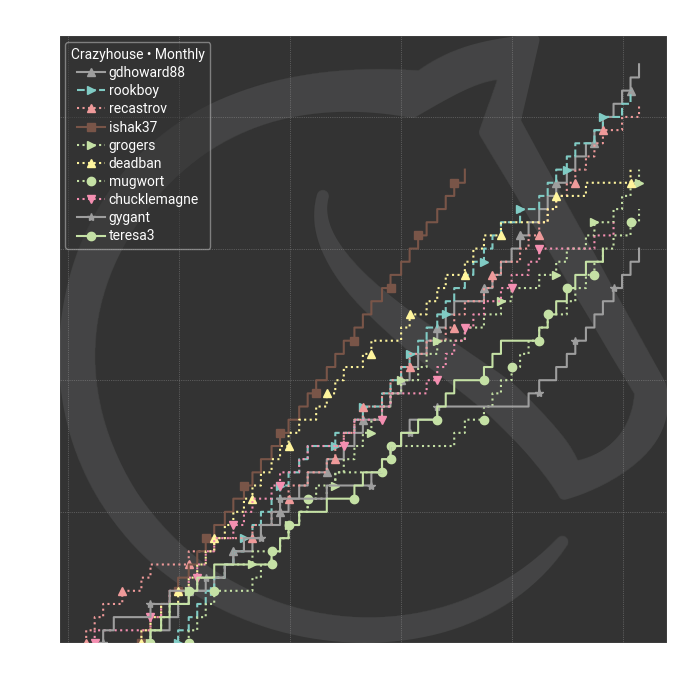 Crazyhouse • Monthly
gdhoward88
rookboy
recastrov
ishak37
grogers
deadban
mugwort
chucklemagne
gygant
teresa3